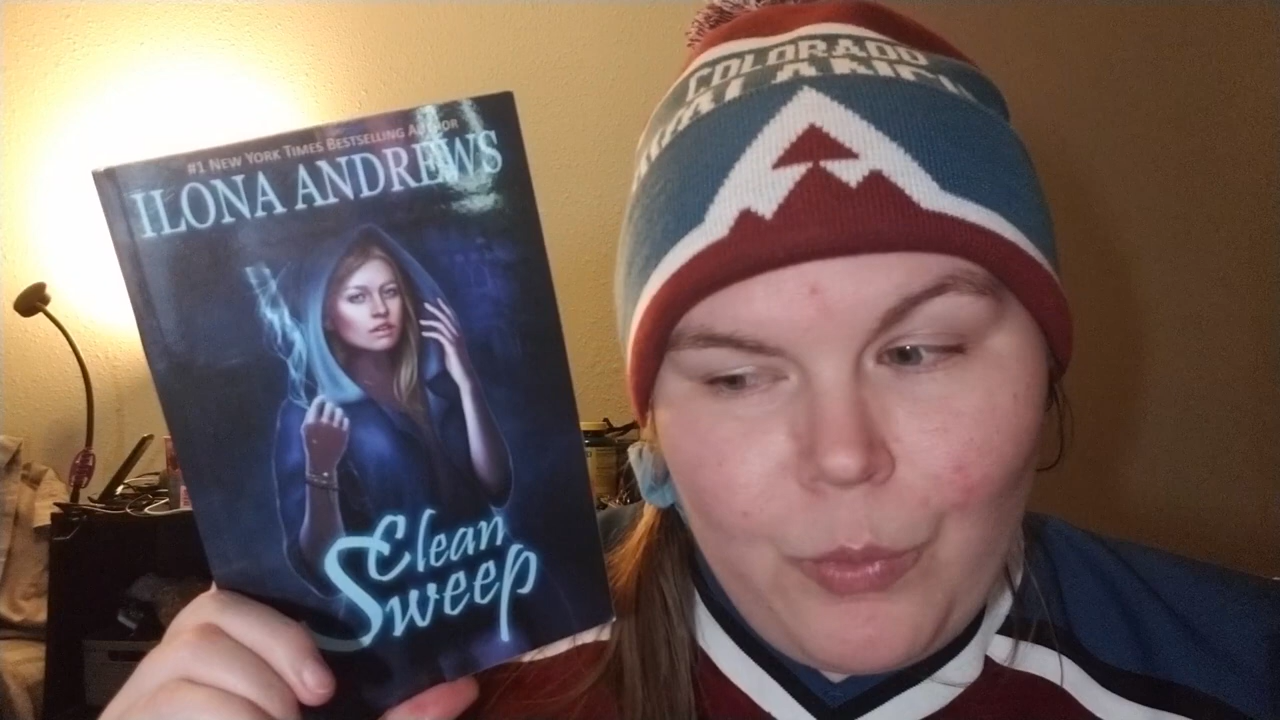 #1 NEW YORK TIMES BESTSELLING AUTHOR
ILONA ANDREWS
Clean
Sweep
COLORADO